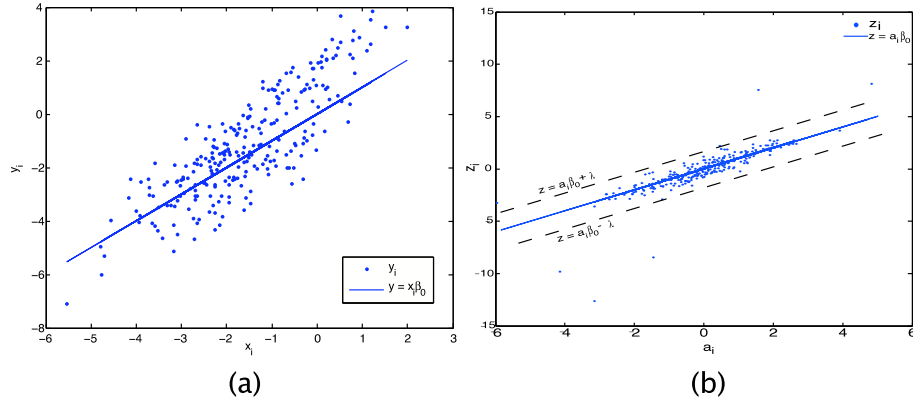 4
2
0
−2
−4
−6
−8
y_i
−6 −5 −4 −3 −2 −1 0 1 2 3
x_i
y_i
y = x_iβ_0
(a)
15
10
5
0
-5
-10
15
z_i
z_i
z = a_iβ_0
z = a_iβ_0 + λ
z = a_iβ_0 - λ
-6 -4 -2 0 2 4 6
a_i
(b)